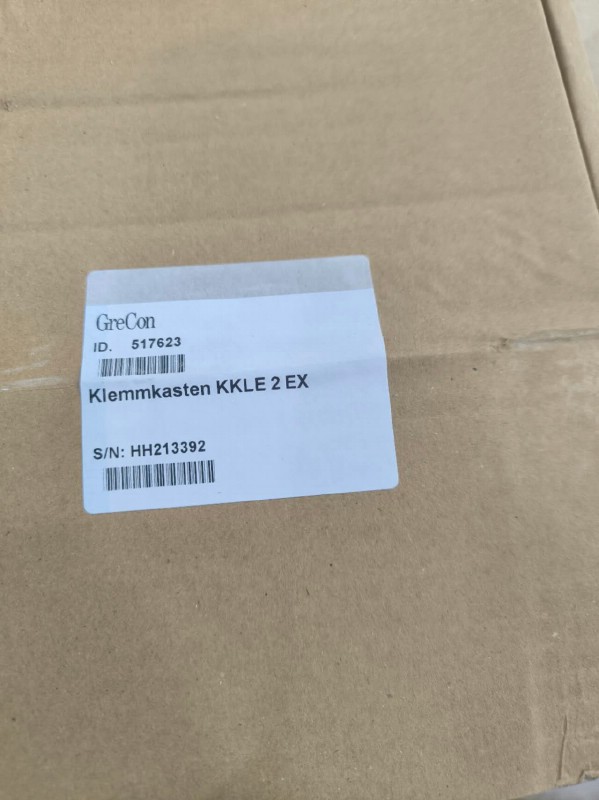 GreCon
ID. 517623
Klemmkasten KKLE 2 EX
S/N: HH213392